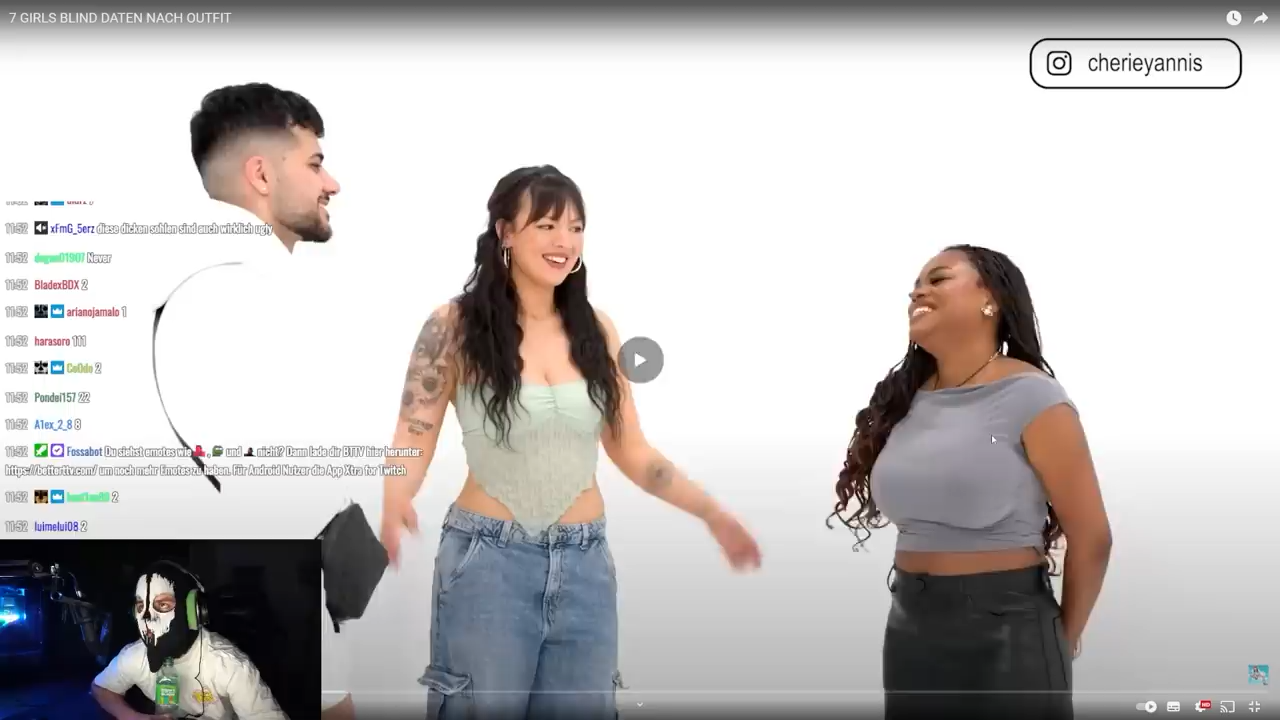 7 GIRLS BLIND DATEN NACH OUTFIT
cherieyannis
11:52 xFmG_5erz diese dicken sohlen sind auch wirklich ugly
11:52 dogan01907 Never
11:52 BladexBDX 2
11:52 arianojamalo 1
11:52 harasoro 111
11:52 Co0do 2
11:52 Pondei157 22
11:52 A1ex_2_8 8
11:52 Fossabot Du siehst emotes wie , und nicht? Dann lade dir BTTV hier herunter:
https://betterttv.com/ um noch mehr Emotes zu haben. Für Android Nutzer die App Xtra for Twitch
11:52 2
11:52 luimelui08 2
HD